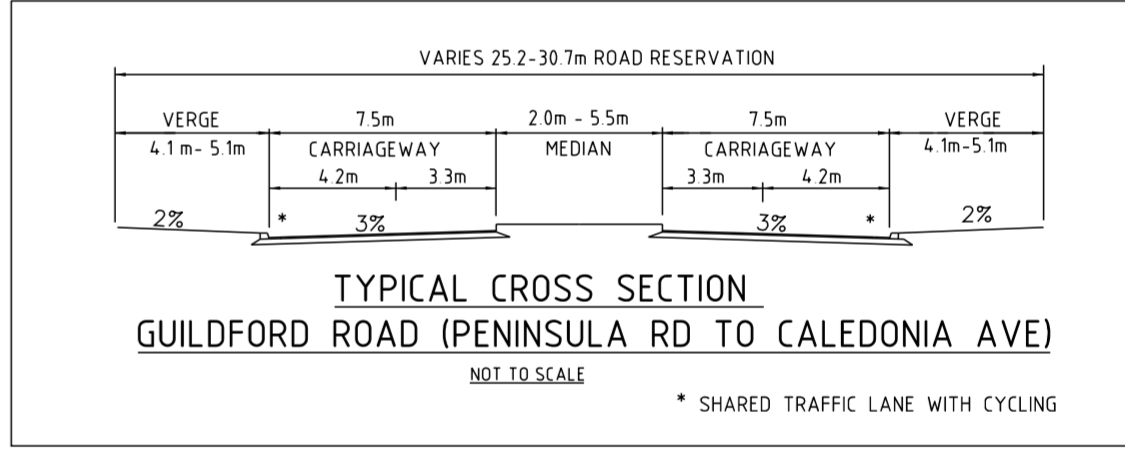 VARIES 25.2-30.7m ROAD RESERVATION
VERGE 7.5m 2.0m - 5.5m 7.5m VERGE
4.1 m- 5.1m CARRIAGEWAY MEDIAN CARRIAGEWAY 4.1m-5.1m
4.2m 3.3m 3.3m 4.2m
2% * 3% 3% * 2%
TYPICAL CROSS SECTION
GUILDFORD ROAD (PENINSULA RD TO CALEDONIA AVE)
NOT TO SCALE
* SHARED TRAFFIC LANE WITH CYCLING